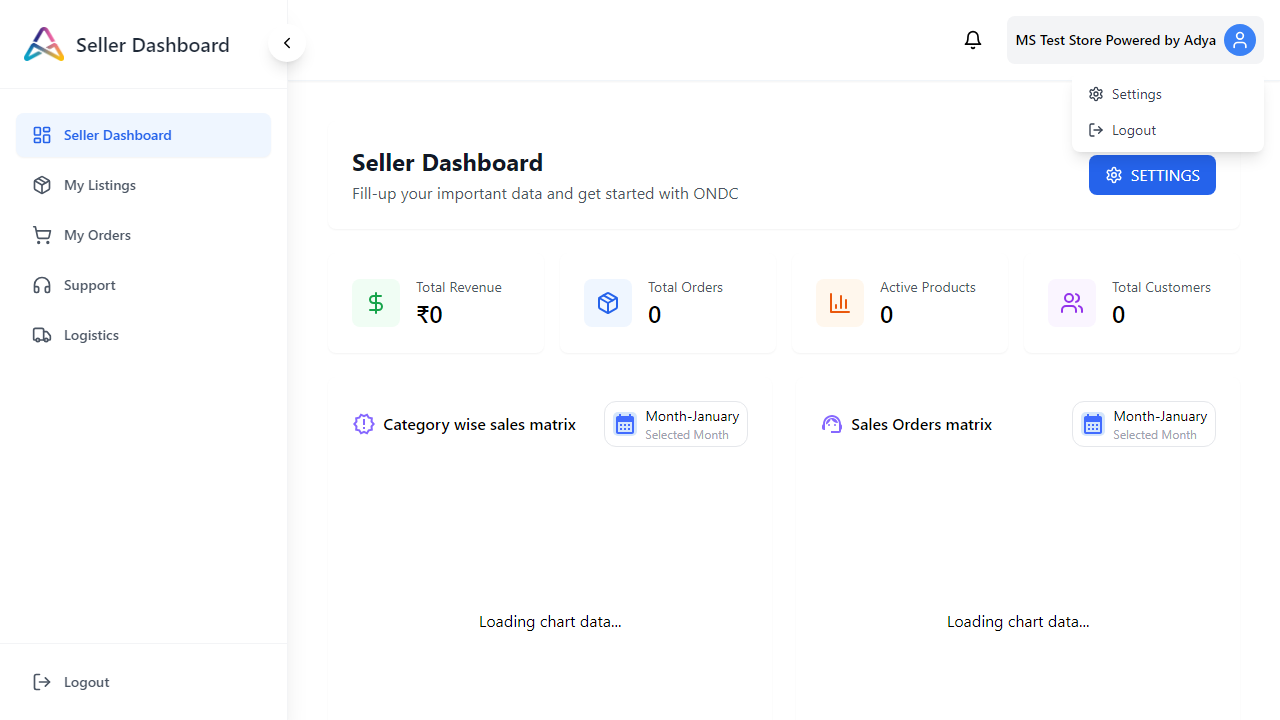 Seller Dashboard
MS Test Store Powered by Adya
Settings
Logout
Seller Dashboard
My Listings
My Orders
Support
Logistics
Logout
Seller Dashboard
Fill-up your important data and get started with ONDC
SETTINGS
Total Revenue
₹0
Total Orders
0
Active Products
0
Total Customers
0
Category wise sales matrix
Month-January
Selected Month
Loading chart data...
Sales Orders matrix
Month-January
Selected Month
Loading chart data...